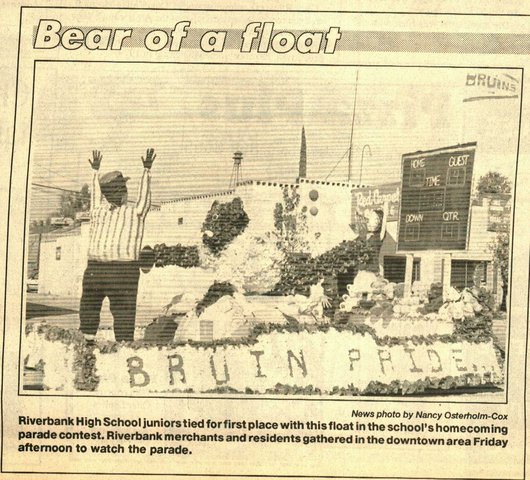 Bear of a float
BRUINS
HOME GUEST
TIME
DOWN QTR.
Red Carpet
BRUIN PRIDE
News photo by Nancy Osterholm-Cox
Riverbank High School juniors tied for first place with this float in the school's homecoming
parade contest. Riverbank merchants and residents gathered in the downtown area Friday
afternoon to watch the parade.